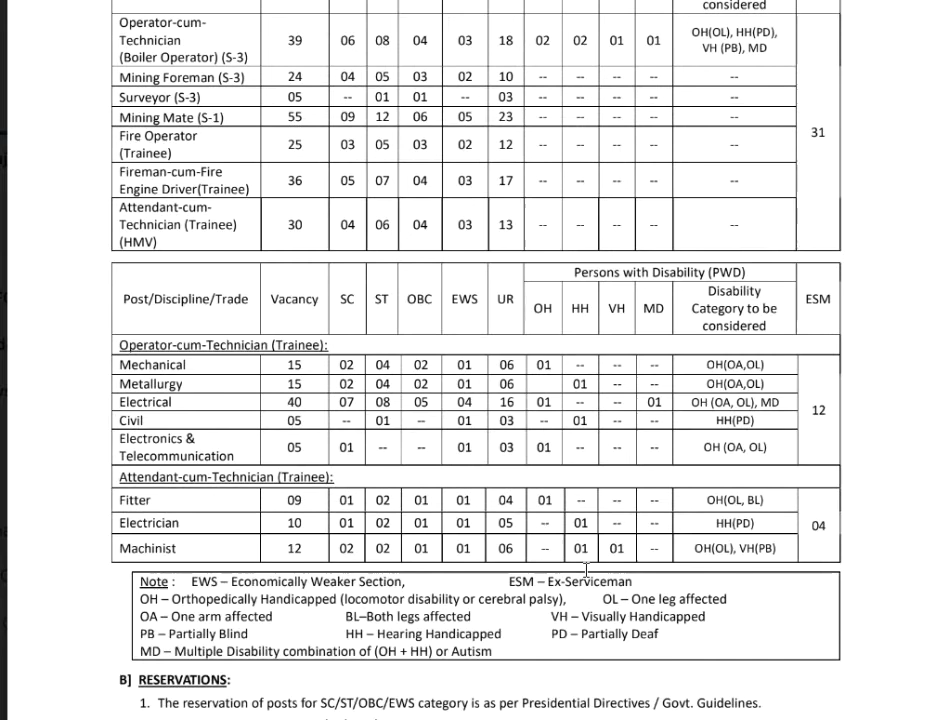 considered
Operator-cum-
Technician
(Boiler Operator) (S-3) 39 06 08 04 03 18 02 02 01 01 OH(OL), HH(PD),
VH (PB), MD
Mining Foreman (S-3) 24 04 05 03 02 10 -- -- -- -- --
Surveyor (S-3) 05 -- 01 01 -- 03 -- -- -- -- --
Mining Mate (S-1) 55 09 12 06 05 23 -- -- -- -- --
31
Fire Operator
(Trainee) 25 03 05 03 02 12 -- -- -- -- --
Fireman-cum-Fire
Engine Driver(Trainee) 36 05 07 04 03 17 -- -- -- -- --
Attendant-cum-
Technician (Trainee)
(HMV) 30 04 06 04 03 13 -- -- -- -- --
Persons with Disability (PWD)
Post/Discipline/Trade Vacancy SC ST OBC EWS UR OH HH VH MD Disability
Category to be
considered ESM
Operator-cum-Technician (Trainee):
Mechanical 15 02 04 02 01 06 01 -- -- -- OH(OA,OL)
Metallurgy 15 02 04 02 01 06 01 -- -- OH(OA,OL)
Electrical 40 07 08 05 04 16 01 -- -- 01 OH (OA, OL), MD
12
Civil 05 -- 01 -- 01 03 -- 01 -- -- HH(PD)
Electronics &
Telecommunication 05 01 -- -- 01 03 01 -- -- -- OH (OA, OL)
Attendant-cum-Technician (Trainee):
Fitter 09 01 02 01 01 04 01 -- -- -- OH(OL, BL)
Electrician 10 01 02 01 01 05 -- 01 -- -- HH(PD)
04
Machinist 12 02 02 01 01 06 -- 01 01 -- OH(OL), VH(PB)
Note : EWS – Economically Weaker Section, ESM – Ex-Serviceman
OH – Orthopedically Handicapped (locomotor disability or cerebral palsy), OL – One leg affected
OA – One arm affected BL–Both legs affected VH – Visually Handicapped
PB – Partially Blind HH – Hearing Handicapped PD – Partially Deaf
MD – Multiple Disability combination of (OH + HH) or Autism
B] RESERVATIONS:
1. The reservation of posts for SC/ST/OBC/EWS category is as per Presidential Directives / Govt. Guidelines.